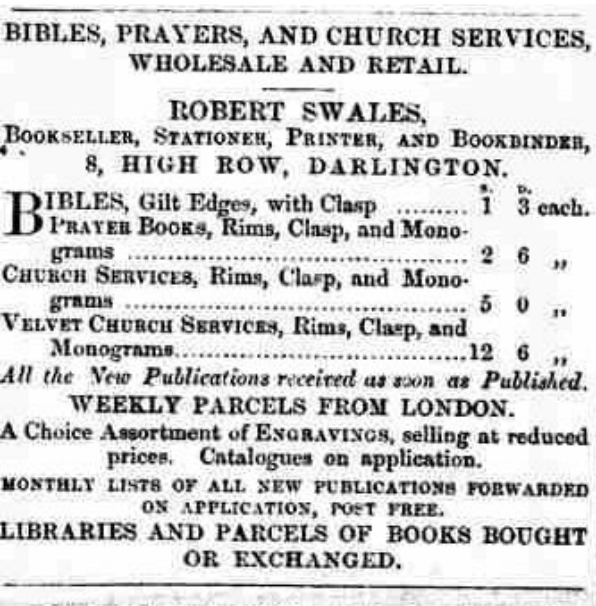 BIBLES, PRAYERS, AND CHURCH SERVICES,
WHOLESALE AND RETAIL.
ROBERT SWALES,
BOOKSELLER, STATIONER, PRINTER, AND BOOKBINDER,
8, HIGH ROW, DARLINGTON.
S. D.
BIBLES, Gilt Edges, with Clasp ......... 1 3 each.
PRAYER BOOKS, Rims, Clasp, and Mono-
grams .................................... 2 6 „
CHURCH SERVICES, Rims, Clasp, and Mono-
grams .................................... 5 0 „
VELVET CHURCH SERVICES, Rims, Clasp, and
Monograms...............................12 6 „
All the New Publications received as soon as Published.
WEEKLY PARCELS FROM LONDON.
A Choice Assortment of ENGRAVINGS, selling at reduced
prices. Catalogues on application.
MONTHLY LISTS OF ALL NEW PUBLICATIONS FORWARDED
ON APPLICATION, POST FREE.
LIBRARIES AND PARCELS OF BOOKS BOUGHT
OR EXCHANGED.